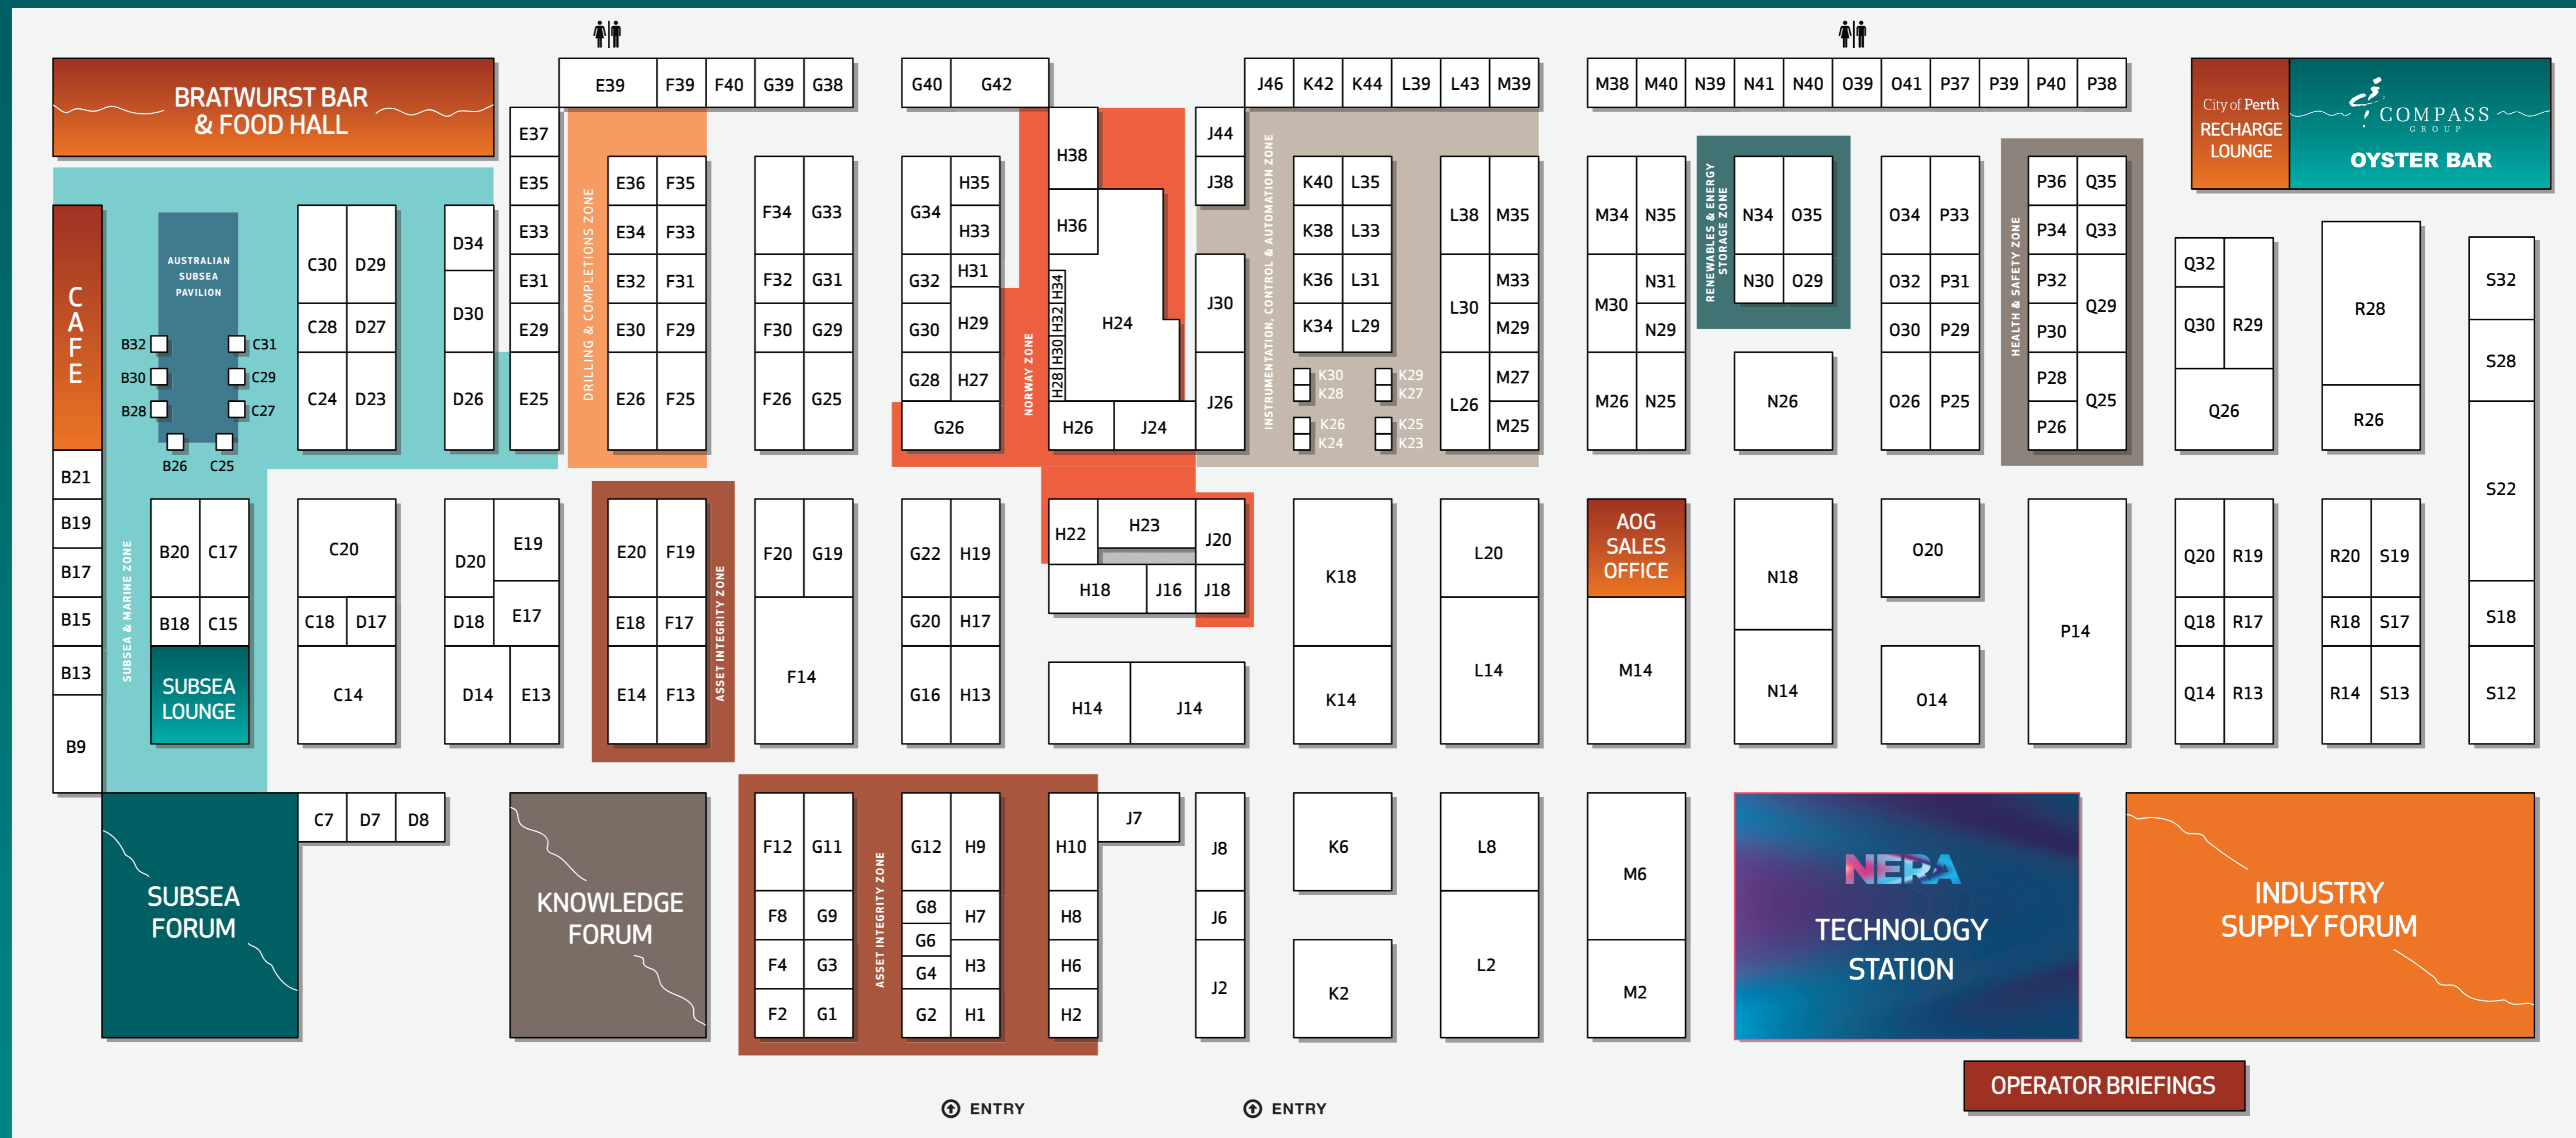 BRATWURST BAR
& FOOD HALL
E39
F39
F40
G39
G38
G40
G42
J46
K42
K44
L39
L43
M39
M38
M40
N39
N41
N40
O39
O41
P37
P39
P40
P38
City of Perth
RECHARGE
LOUNGE
COMPASS
GROUP
OYSTER BAR
CAFE
AUSTRALIAN
SUBSEA
PAVILION
B32
B30
B28
B26
C25
C31
C29
C27
C30
D29
C28
D27
C24
D23
D34
D30
D26
E37
E35
E33
E31
E29
E25
DRILLING & COMPLETIONS ZONE
E36
F35
E34
F33
E32
F31
E30
F29
E26
F25
F34
G33
F32
G31
F30
G29
F26
G25
G34
H35
H33
G32
H31
G30
H29
G28
H27
G26
NORWAY ZONE
H38
H36
H34
H32
H30
H28
H24
H26
J24
J44
J38
J30
J26
INSTRUMENTATION, CONTROL & AUTOMATION ZONE
K40
L35
K38
L33
K36
L31
K34
L29
K30
K28
K29
K27
K26
K24
K25
K23
L38
M35
L30
M33
M29
L26
M27
M25
M34
N35
M30
N31
N29
M26
N25
RENEWABLES & ENERGY
STORAGE ZONE
N34
O35
N30
O29
N26
O34
P33
O32
P31
O30
P29
O26
P25
HEALTH & SAFETY ZONE
P36
Q35
P34
Q33
P32
Q29
P30
P28
Q25
P26
Q32
Q30
R29
Q26
R28
R26
S32
S28
S22
S18
S12
B21
B19
B17
B15
B13
B9
SUBSEA & MARINE ZONE
B20
C17
B18
C15
SUBSEA
LOUNGE
C20
C18
D17
C14
D20
E19
D18
E17
D14
E13
E20
F19
E18
F17
E14
F13
ASSET INTEGRITY ZONE
F20
G19
F14
G22
H19
G20
H17
G16
H13
H22
H23
J20
H18
J16
J18
H14
J14
K18
K14
L20
L14
AOG
SALES
OFFICE
M14
N18
N14
O20
O14
P14
Q20
R19
Q18
R17
Q14
R13
R20
S19
R18
S17
R14
S13
SUBSEA
FORUM
C7
D7
D8
KNOWLEDGE
FORUM
F12
G11
F8
G9
F4
G3
F2
G1
ASSET INTEGRITY ZONE
G12
H9
G8
H7
G6
G4
H3
G2
H1
H10
H8
H6
H2
J7
J8
J6
J2
K6
K2
L8
L2
M6
M2
NERA
TECHNOLOGY
STATION
INDUSTRY
SUPPLY FORUM
OPERATOR BRIEFINGS
ENTRY
ENTRY